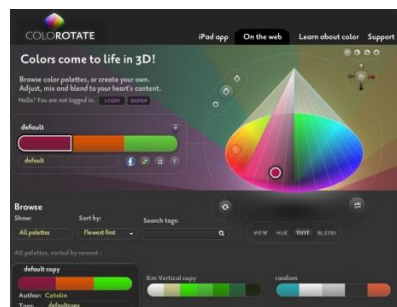 COLOROTATE
iPad app On the web Learn about color Support
Colors come to life in 3D!
Browse color palettes, or create your own.
Adjust, mix and blend to your heart's content.
Hello! You are not logged in. LOGIN SIGNUP
default
default
Browse
Show: Sort by: Search tags:
All palettes Newest first
VIEW HUE TINT BLEND
All palettes, sorted by newest :
default copy
Km Vertical copy
random
Author: Catalin
Tags: defaultcopy